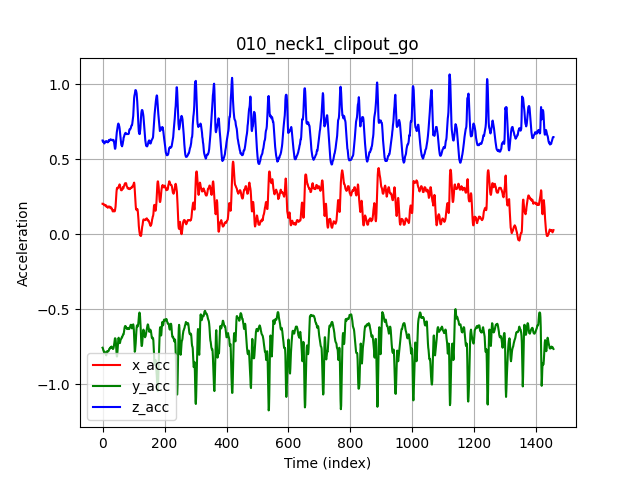 010_neck1_clipout_go
1.0
0.5
0.0
−0.5
−1.0
Acceleration
x_acc
y_acc
z_acc
0 200 400 600 800 1000 1200 1400
Time (index)